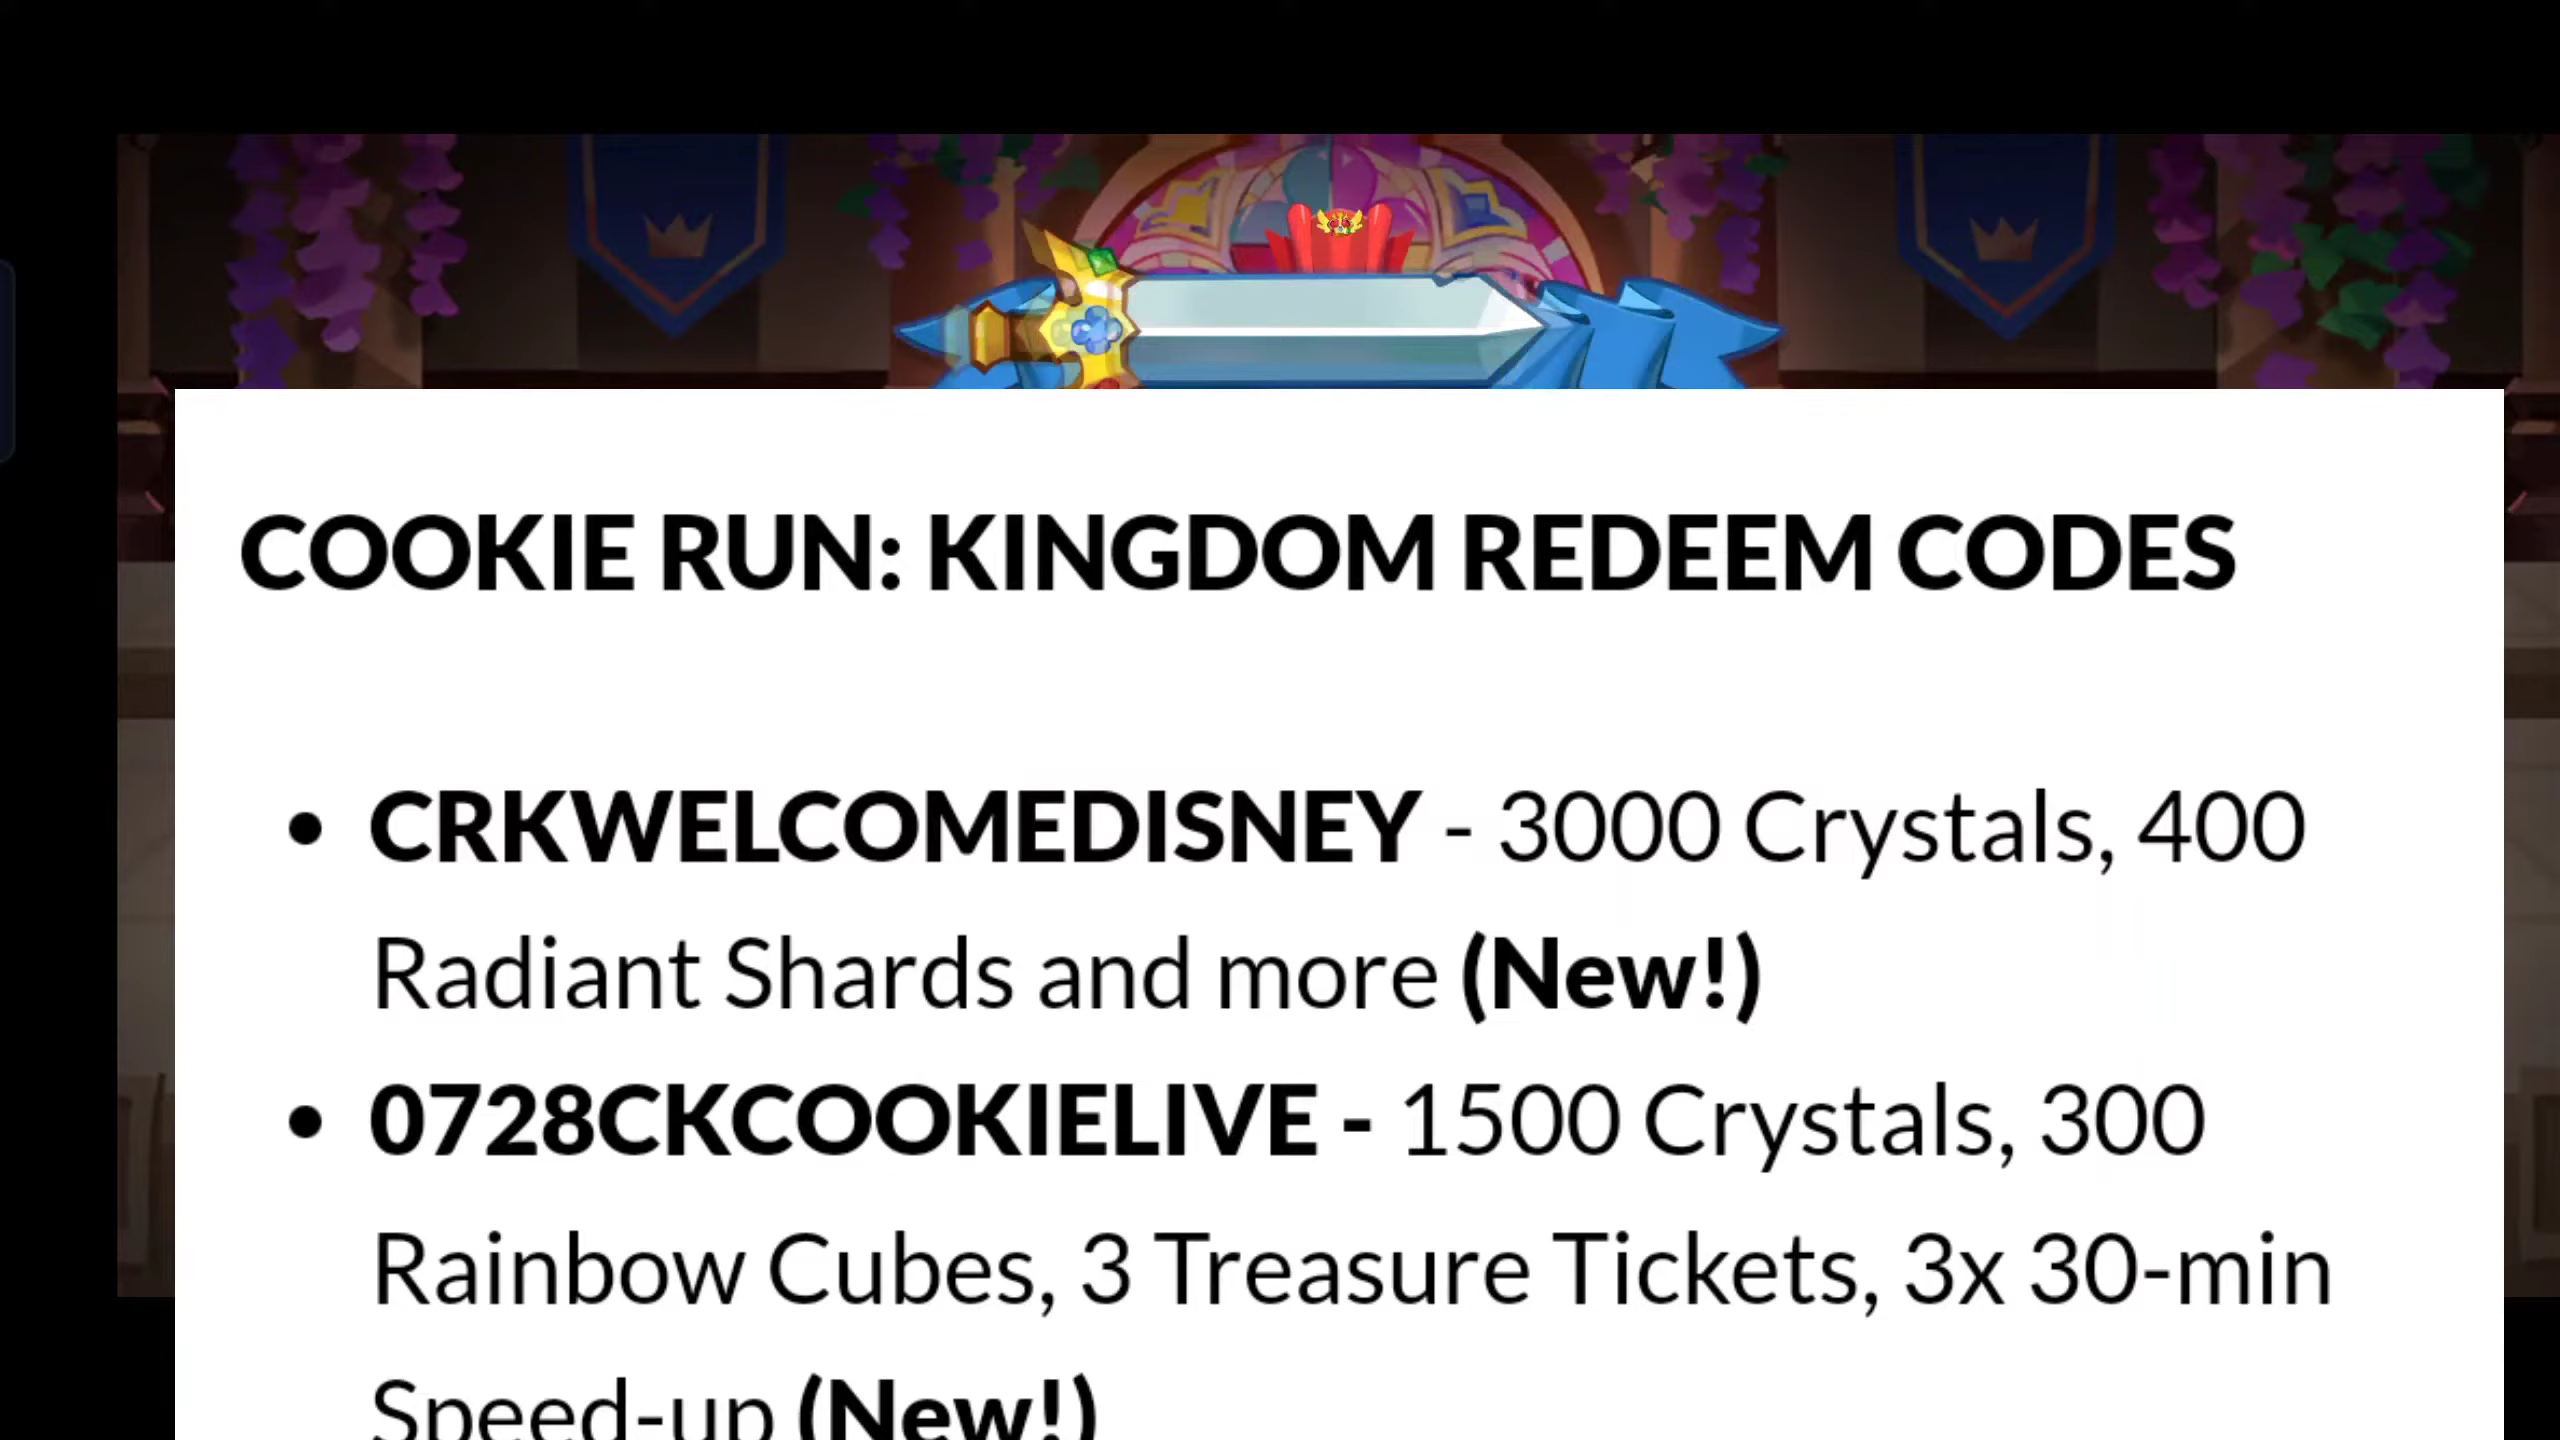 COOKIE RUN: KINGDOM REDEEM CODES
• CRKWELCOMEDISNEY - 3000 Crystals, 400
Radiant Shards and more (New!)
• 0728CKCOOKIELIVE - 1500 Crystals, 300
Rainbow Cubes, 3 Treasure Tickets, 3x 30-min
Speed-up (New!)